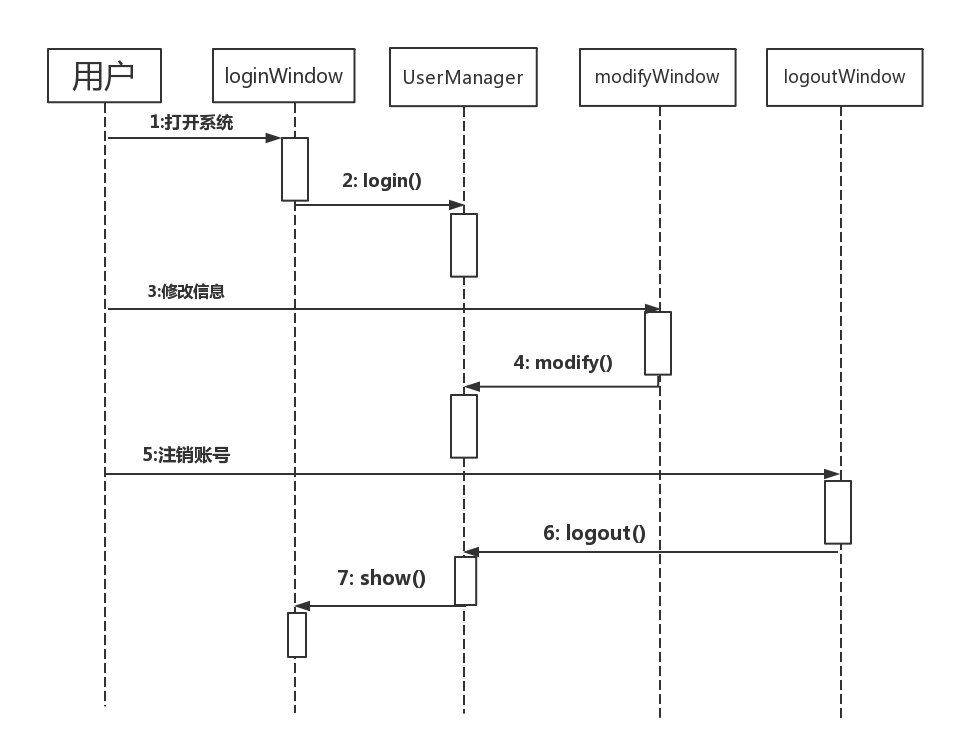 用户
loginWindow
UserManager
modifyWindow
logoutWindow
1:打开系统
2: login()
3:修改信息
4: modify()
5:注销账号
6: logout()
7: show()